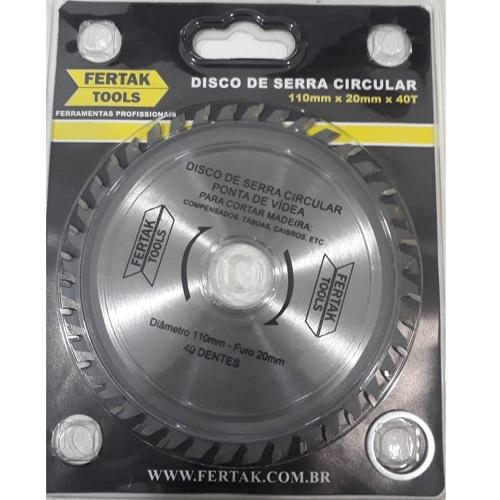 FERTAK
TOOLS
FERRAMENTAS PROFISSIONAIS
DISCO DE SERRA CIRCULAR
110mm x 20mm x 40T
DISCO DE SERRA CIRCULAR
PONTA DE VÍDEA
PARA CORTAR MADEIRA:
COMPENSADOS, TABUAS, CAIBROS, ETC.
FERTAK
TOOLS
FERTAK
TOOLS
Diâmetro 110mm - Furo 20mm
40 DENTES
WWW.FERTAK.COM.BR